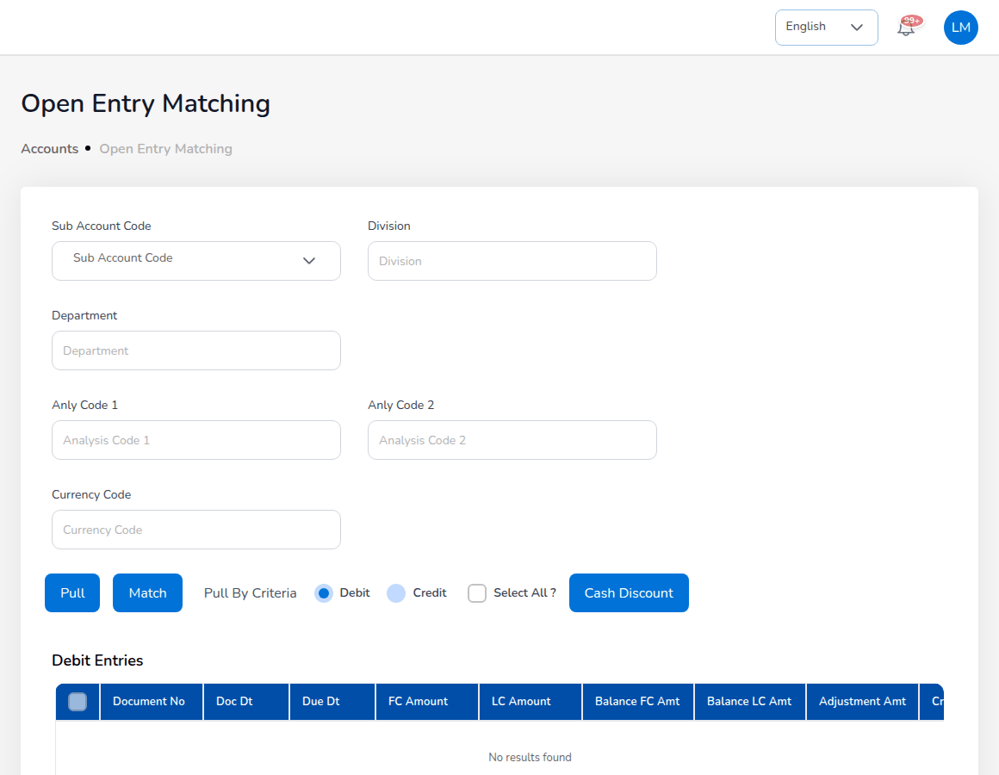 English
99+
LM
Open Entry Matching
Accounts • Open Entry Matching
Sub Account Code Division
Sub Account Code Division
Department
Department
Anly Code 1 Anly Code 2
Analysis Code 1 Analysis Code 2
Currency Code
Currency Code
Pull Match Pull By Criteria Debit Credit Select All ? Cash Discount
Debit Entries
Document No Doc Dt Due Dt FC Amount LC Amount Balance FC Amt Balance LC Amt Adjustment Amt Cr
No results found